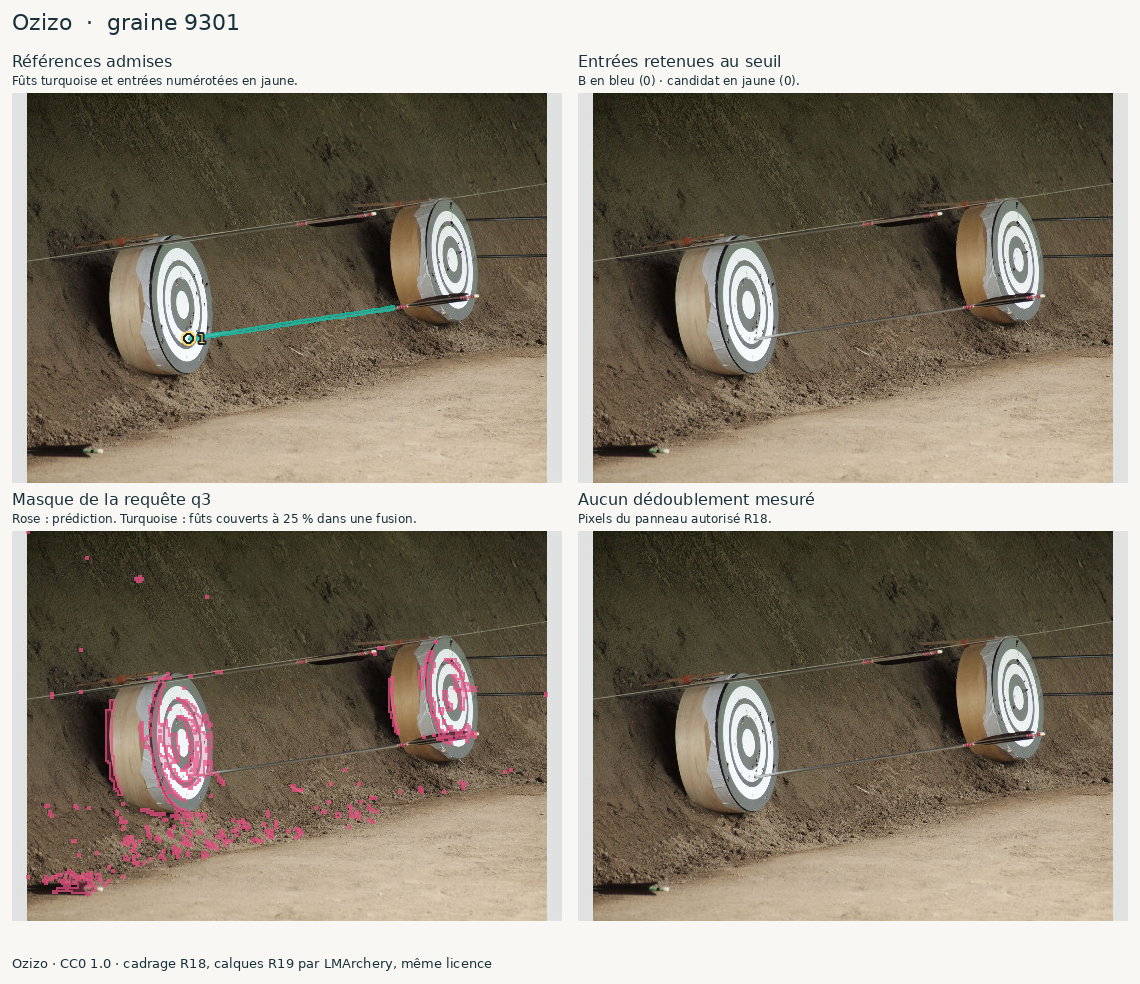 Ozizo · graine 9301
Références admises
Fûts turquoise et entrées numérotées en jaune.
Entrées retenues au seuil
B en bleu (0) · candidat en jaune (0).
1
Masque de la requête q3
Rose : prédiction. Turquoise : fûts couverts à 25 % dans une fusion.
Aucun dédoublement mesuré
Pixels du panneau autorisé R18.
Ozizo · CC0 1.0 · cadrage R18, calques R19 par LMArchery, même licence